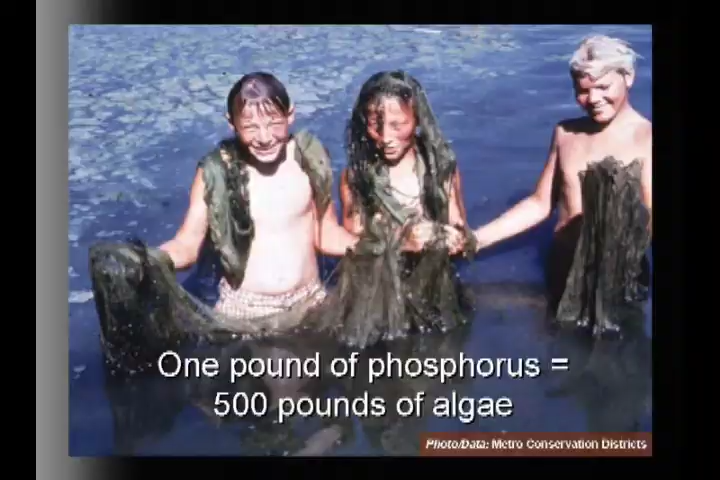 One pound of phosphorus =
500 pounds of algae
Photo/Data: Metro Conservation Districts